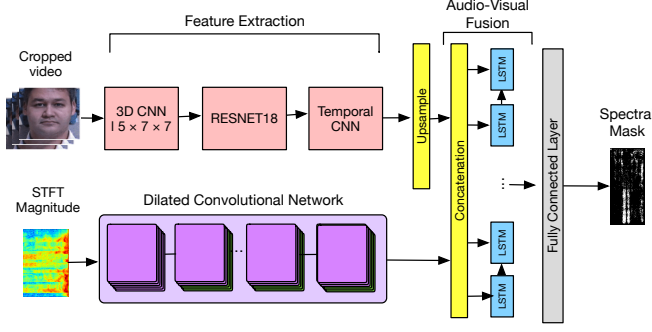 Feature Extraction
Audio-Visual
Fusion
Cropped
video
3D CNN
I 5 × 7 × 7
RESNET18
Temporal
CNN
Upsample
Concatenation
LSTM
LSTM
...
LSTM
LSTM
Fully Connected Layer
Spectra
Mask
STFT
Magnitude
Dilated Convolutional Network
...